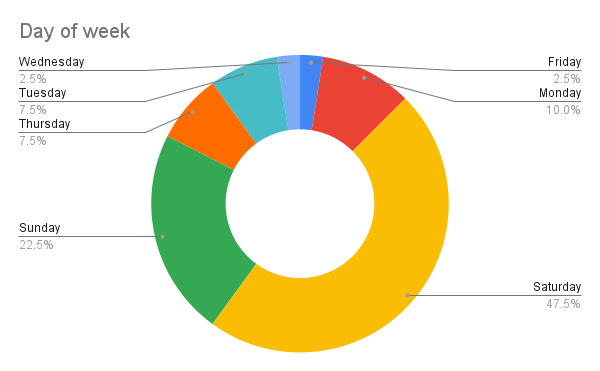 Day of week
Wednesday
2.5%
Tuesday
7.5%
Thursday
7.5%
Sunday
22.5%
Friday
2.5%
Monday
10.0%
Saturday
47.5%